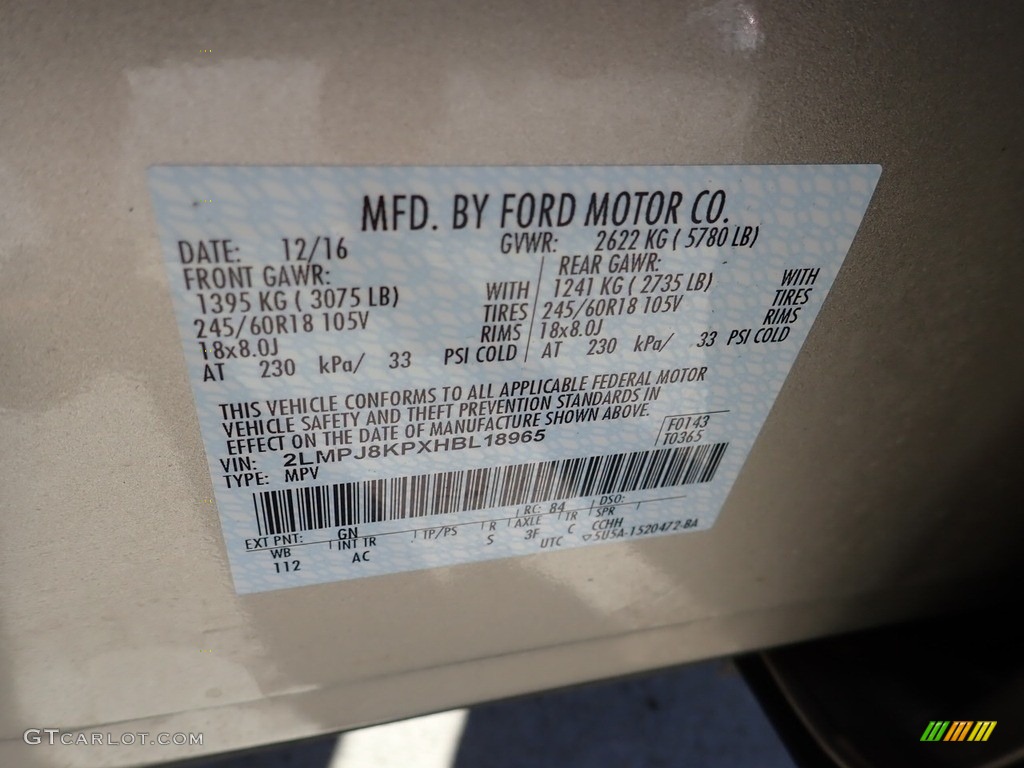 MFD. BY FORD MOTOR CO.
DATE: 12/16 GVWR: 2622 KG ( 5780 LB)
FRONT GAWR: REAR GAWR:
1395 KG ( 3075 LB) WITH 1241 KG ( 2735 LB) WITH
245/60R18 105V TIRES 245/60R18 105V TIRES
18x8.0J RIMS 18x8.0J RIMS
AT 230 kPa/ 33 PSI COLD AT 230 kPa/ 33 PSI COLD
THIS VEHICLE CONFORMS TO ALL APPLICABLE FEDERAL MOTOR
VEHICLE SAFETY AND THEFT PREVENTION STANDARDS IN
EFFECT ON THE DATE OF MANUFACTURE SHOWN ABOVE.
VIN: 2LMPJ8KPXHBL18965 F0143
TYPE: MPV T0365
EXT PNT: GN RC: 84 DSO:
WB INT TR TP/PS R AXLE TR SPR
112 AC S 3F C CCHH
UTC ▽5U5A-1520472-BA
GTCARLOT.COM